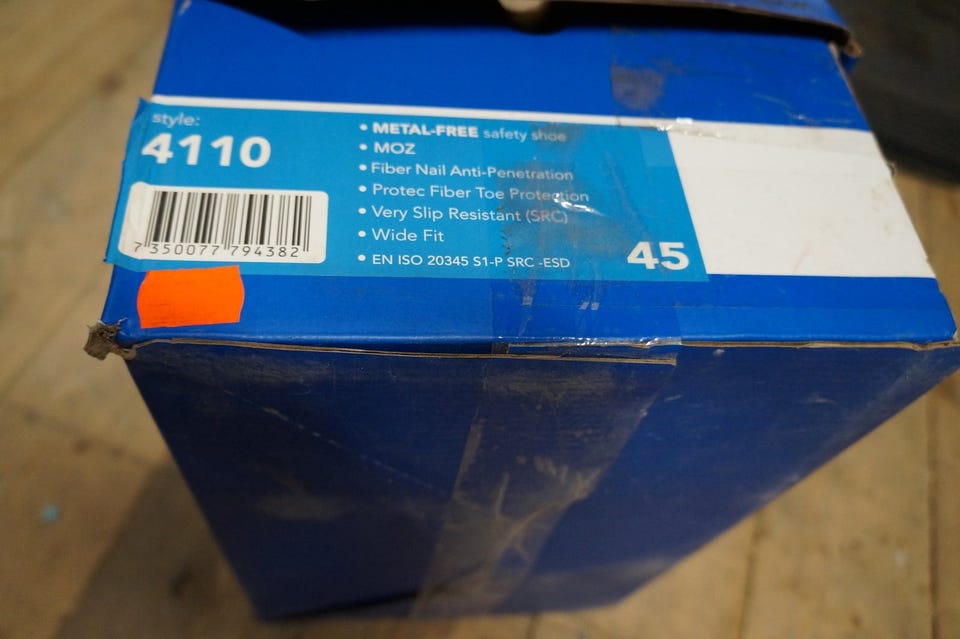 style:
4110
7 350077 794382
• METAL-FREE safety shoe
• MOZ
• Fiber Nail Anti-Penetration
• Protec Fiber Toe Protection
• Very Slip Resistant (SRC)
• Wide Fit
• EN ISO 20345 S1-P SRC -ESD
45